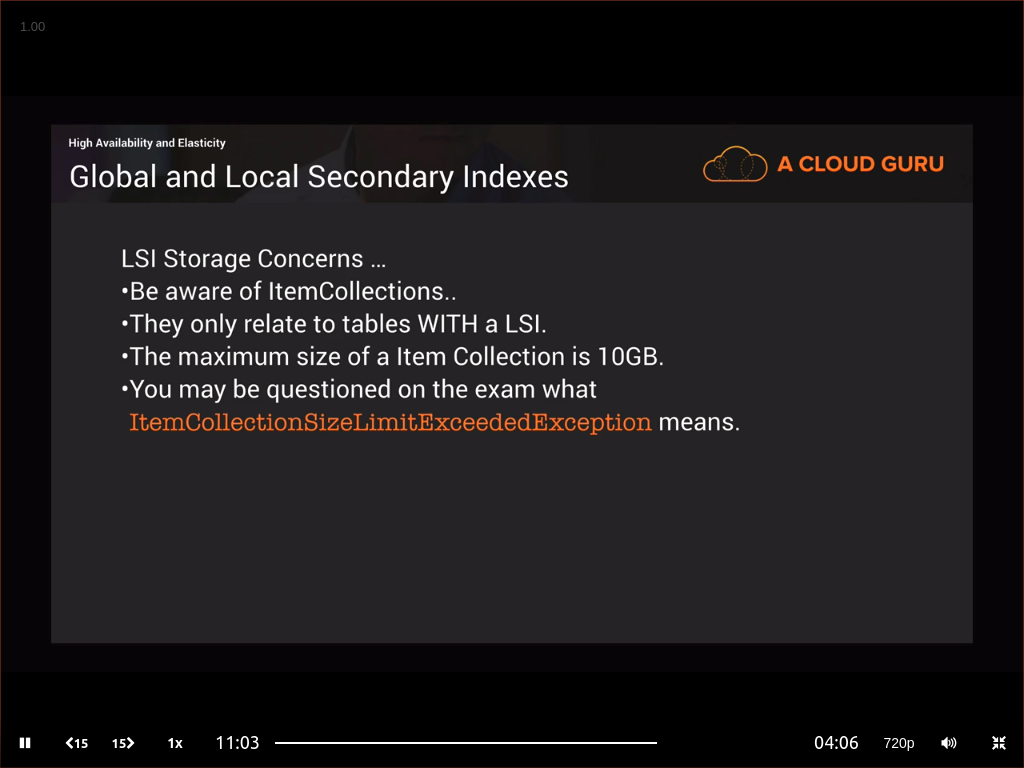 1.00
High Availability and Elasticity
Global and Local Secondary Indexes
A CLOUD GURU
LSI Storage Concerns ...
•Be aware of ItemCollections..
•They only relate to tables WITH a LSI.
•The maximum size of a Item Collection is 10GB.
•You may be questioned on the exam what
ItemCollectionSizeLimitExceededException means.
15 15 1x 11:03 04:06 720p